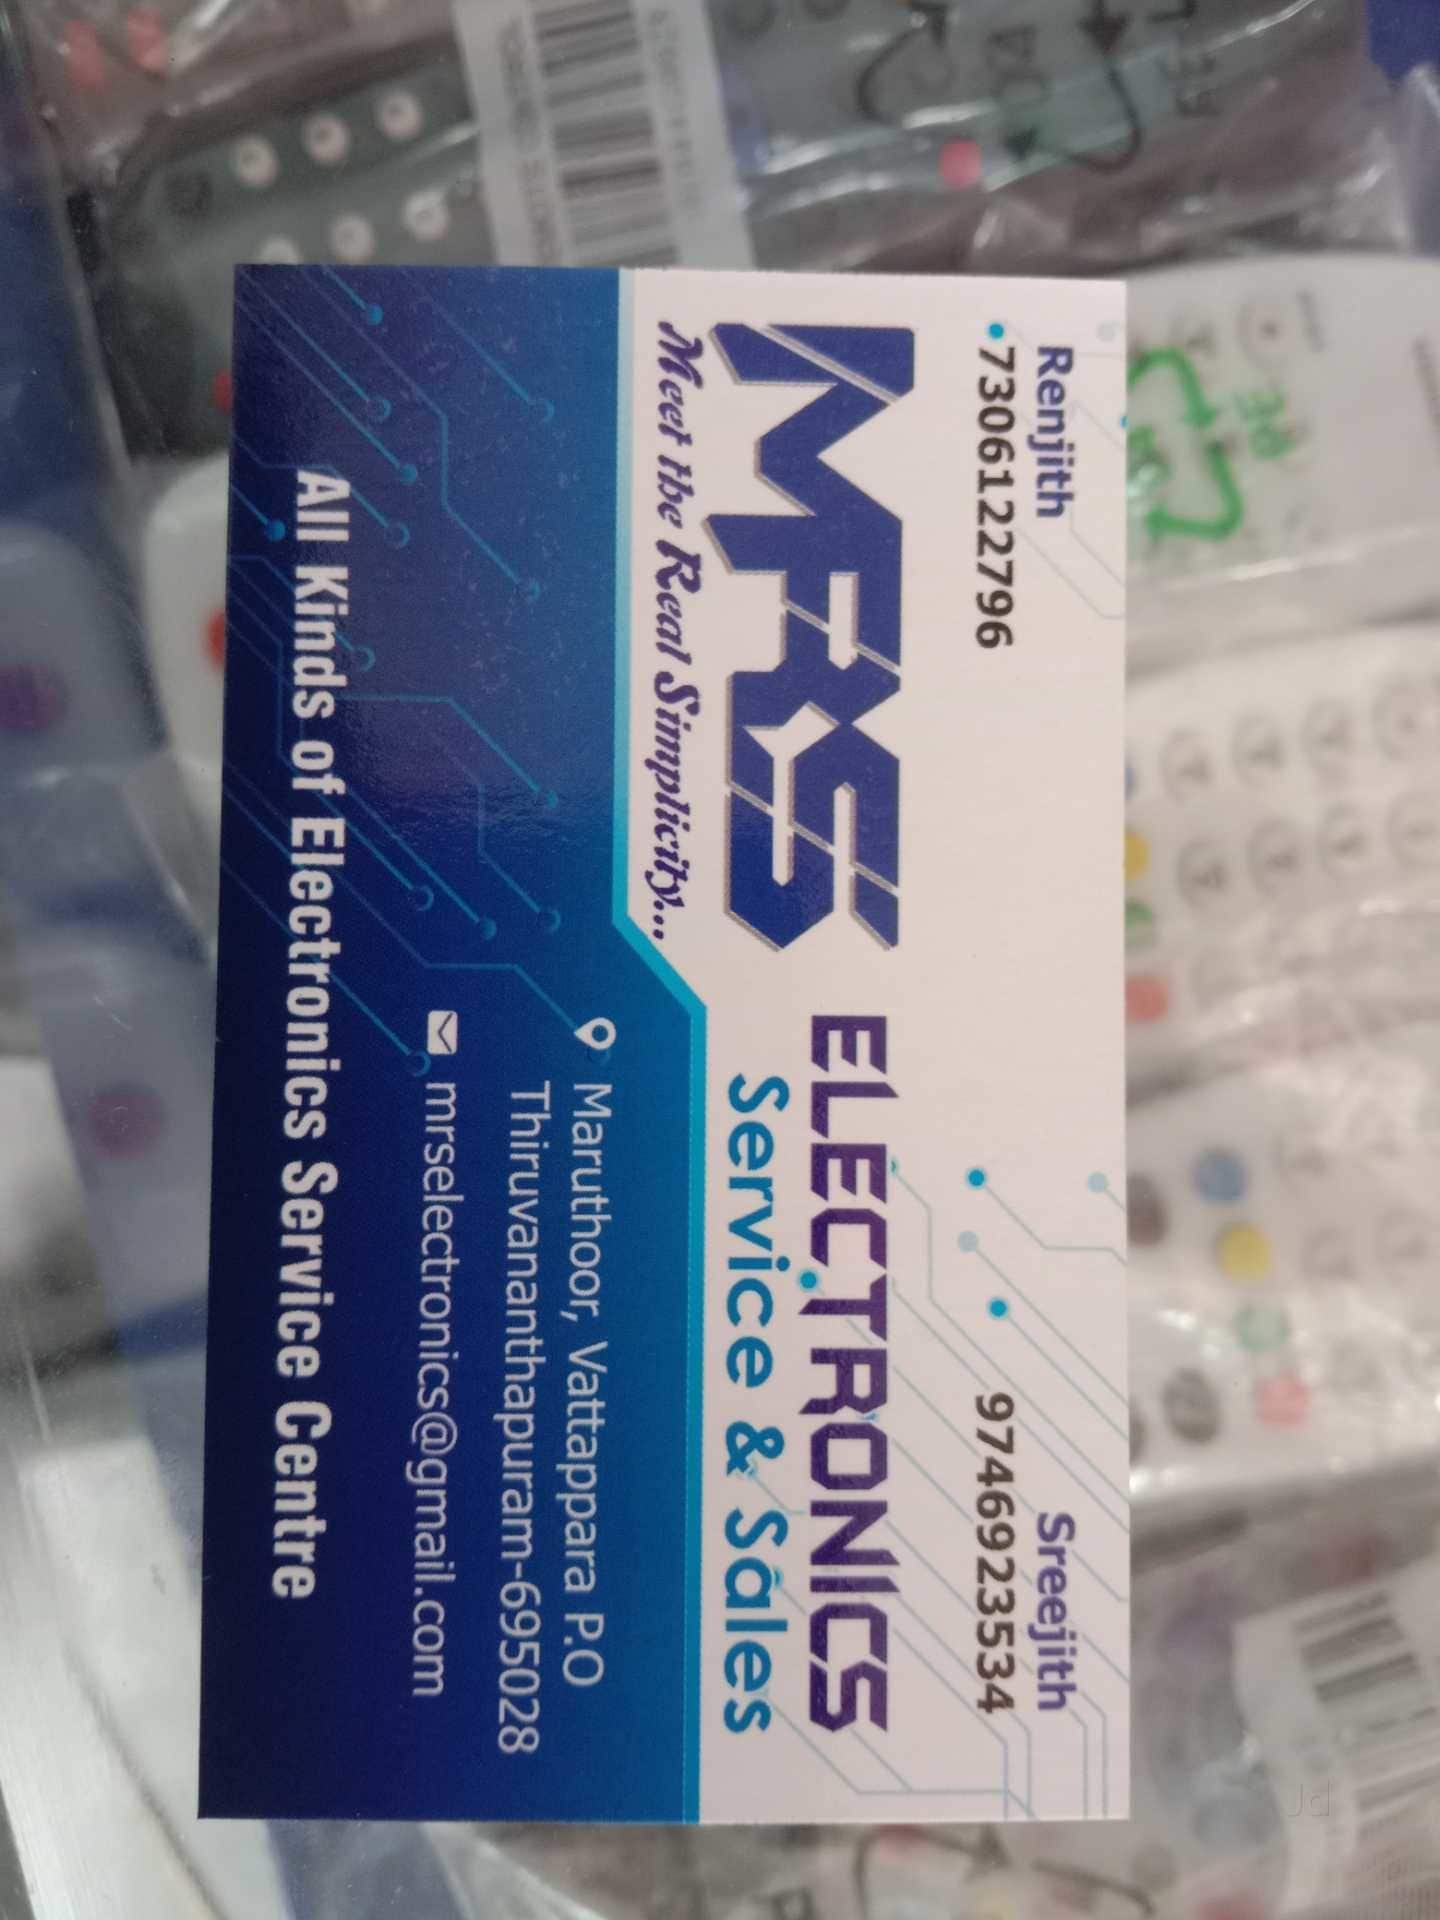 Renjith
7306122796
Sreejith
9746923534
MRS
ELECTRONICS
Service & Sales
Meet the Real Simplicity...
Maruthoor, Vattappara P.O
Thiruvananthapuram-695028
mrselectronics@gmail.com
All Kinds of Electronics Service Centre
Jd